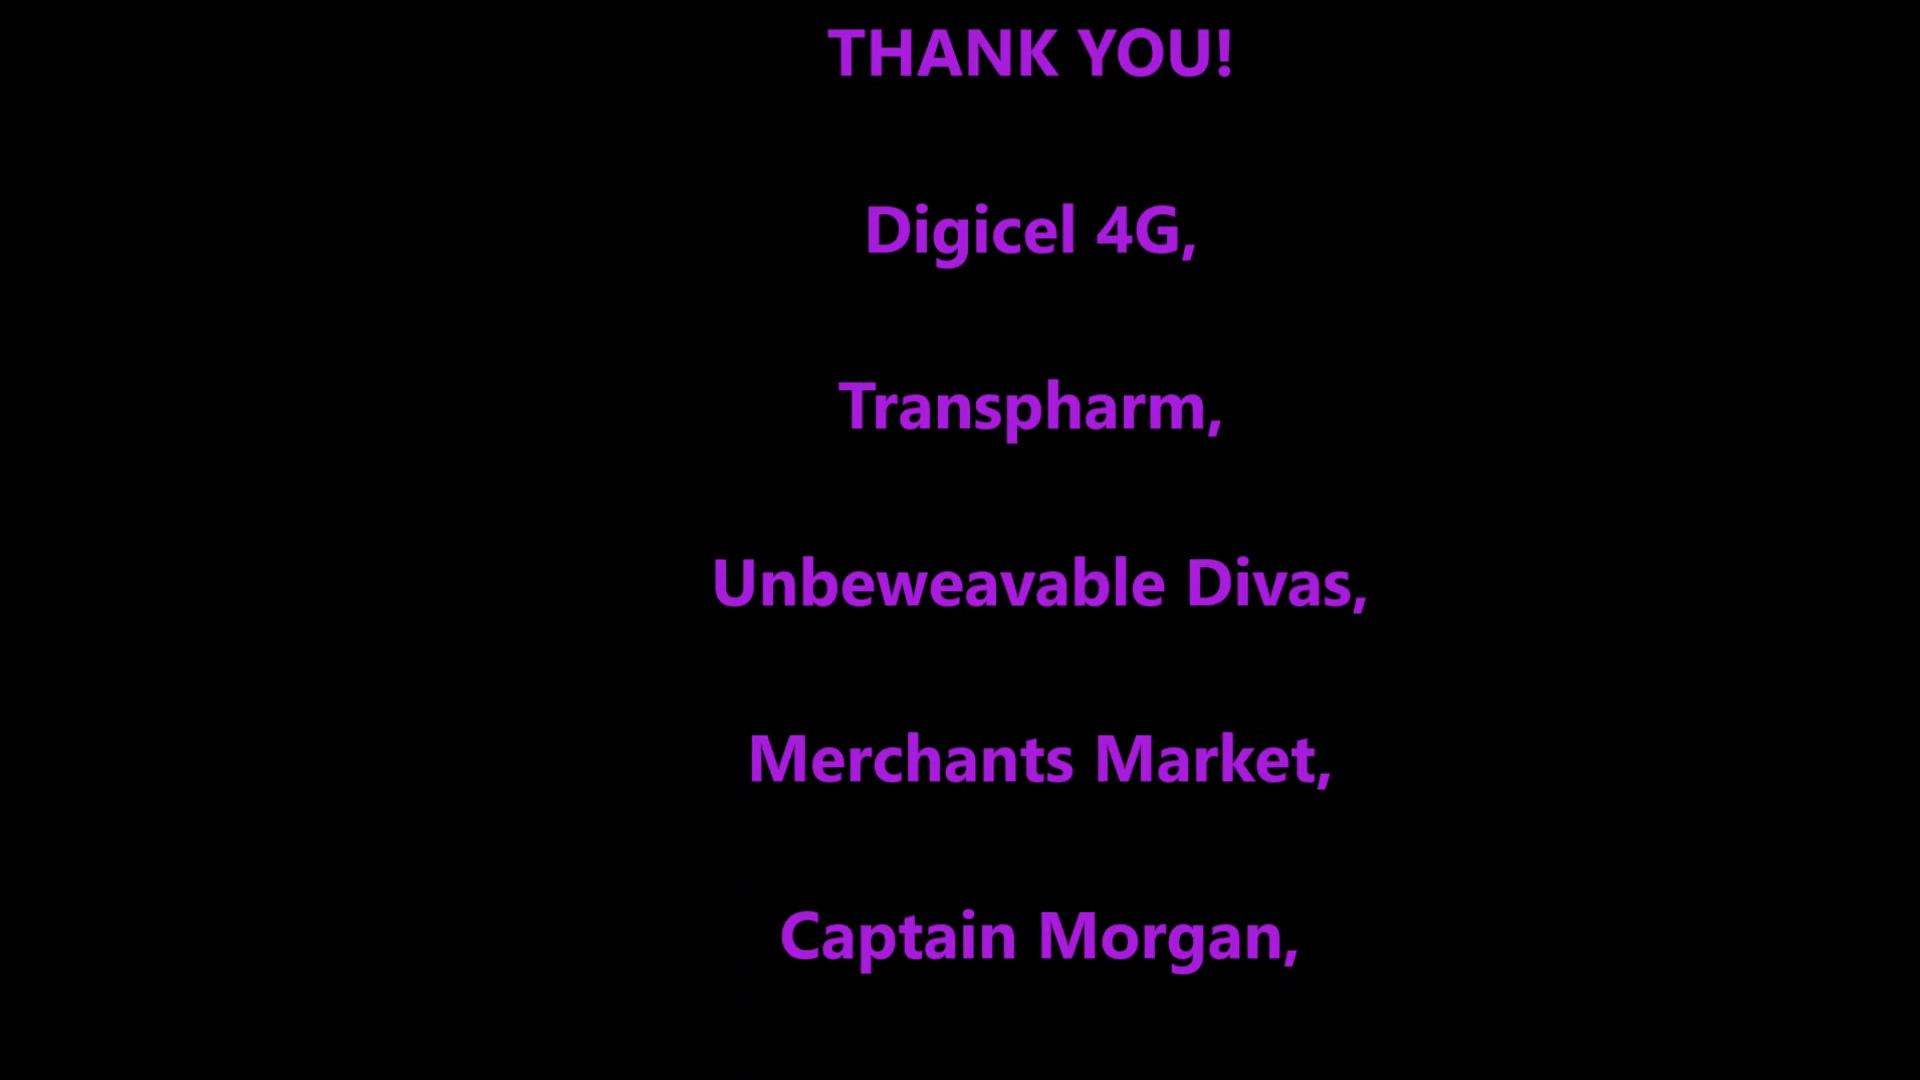 THANK YOU!
Digicel 4G,
Transpharm,
Unbeweavable Divas,
Merchants Market,
Captain Morgan,